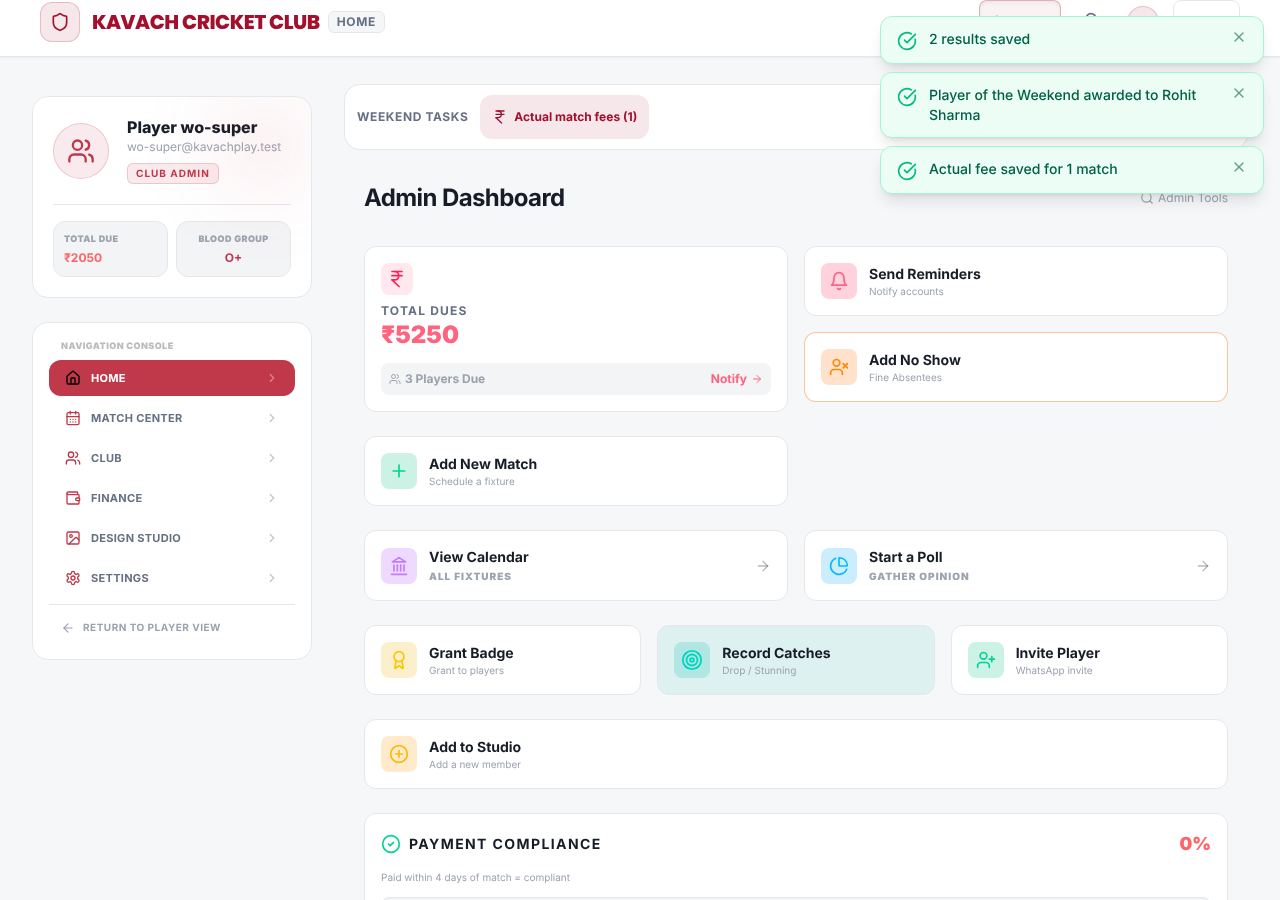 KAVACH CRICKET CLUB
HOME
2 results saved
Player of the Weekend awarded to Rohit
Sharma
Actual fee saved for 1 match
Player wo-super
wo-super@kavachplay.test
CLUB ADMIN
TOTAL DUE
₹2050
BLOOD GROUP
O+
NAVIGATION CONSOLE
HOME
MATCH CENTER
CLUB
FINANCE
DESIGN STUDIO
SETTINGS
RETURN TO PLAYER VIEW
WEEKEND TASKS
₹ Actual match fees (1)
Admin Dashboard
Admin Tools
₹
TOTAL DUES
₹5250
3 Players Due
Notify
Send Reminders
Notify accounts
Add No Show
Fine Absentees
Add New Match
Schedule a fixture
View Calendar
ALL FIXTURES
Start a Poll
GATHER OPINION
Grant Badge
Grant to players
Record Catches
Drop / Stunning
Invite Player
WhatsApp invite
Add to Studio
Add a new member
PAYMENT COMPLIANCE
0%
Paid within 4 days of match = compliant